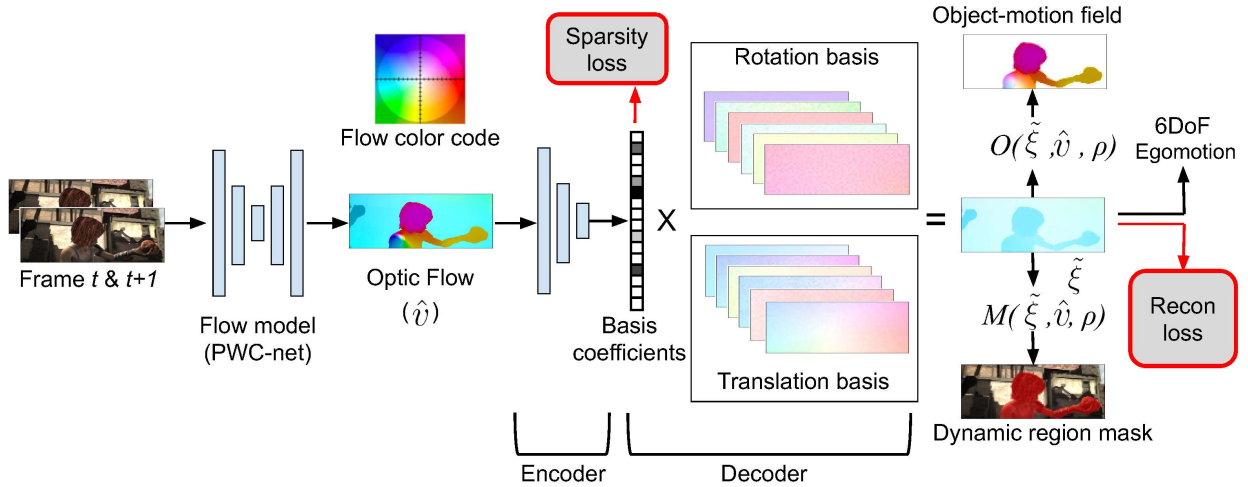 Object-motion field
Sparsity
loss
Rotation basis
Flow color code
O(ξ̃ , v̂ , ρ)
6DoF
Egomotion
X
=
Frame t & t+1
Optic Flow
(v̂)
ξ̃
Flow model
(PWC-net)
Basis
coefficients
M(ξ̃ , v̂, ρ)
Recon
loss
Translation basis
Dynamic region mask
Encoder
Decoder